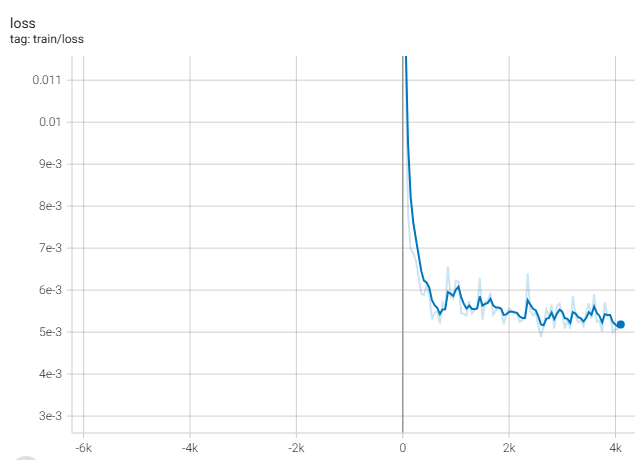 loss
tag: train/loss
0.011
0.01
9e-3
8e-3
7e-3
6e-3
5e-3
4e-3
3e-3
-6k -4k -2k 0 2k 4k